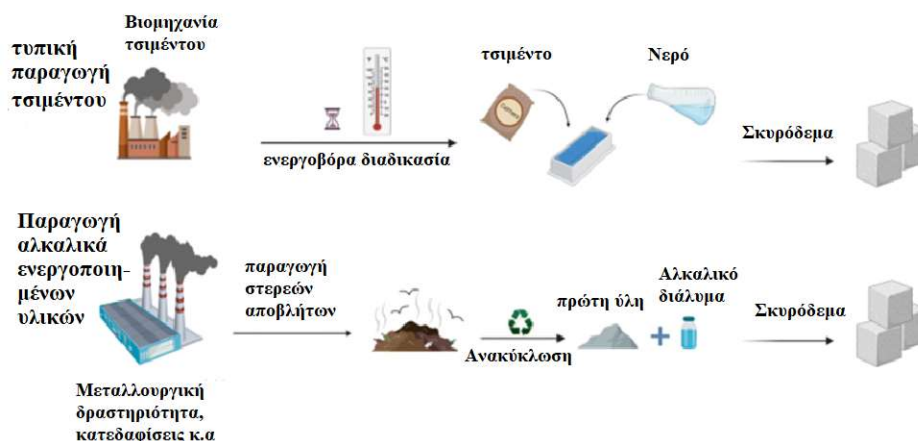 τυπική
παραγωγή
τσιμέντου
Βιομηχανία
τσιμέντου
ενεργοβόρα διαδικασία
τσιμέντο
Νερό
Σκυρόδεμα
Παραγωγή
αλκαλικά
ενεργοποιη-
μένων
υλικών
Μεταλλουργική
δραστηριότητα,
κατεδαφίσεις κ.α
παραγωγή
στερεών
αποβλήτων
Ανακύκλωση
πρώτη ύλη
Αλκαλικό
διάλυμα
Σκυρόδεμα